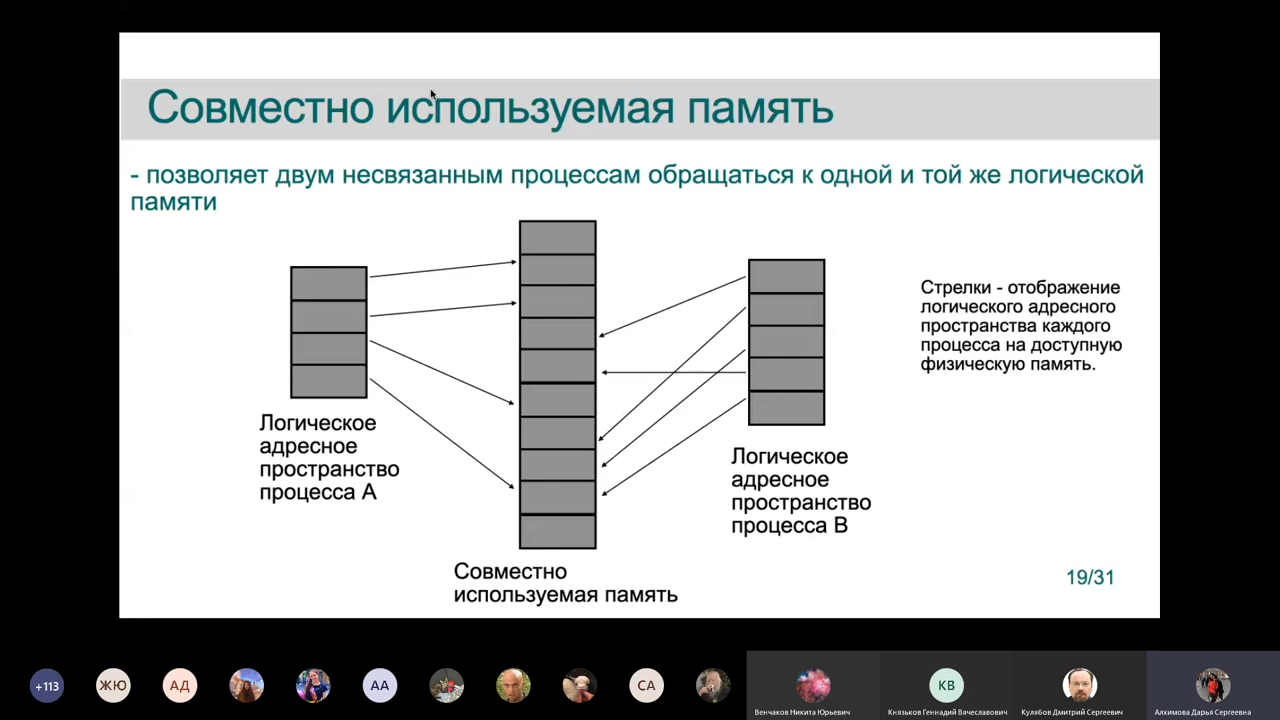 Совместно используемая память
- позволяет двум несвязанным процессам обращаться к одной и той же логической
памяти
Стрелки - отображение
логического адресного
пространства каждого
процесса на доступную
физическую память.
Логическое
адресное
пространство
процесса А
Логическое
адресное
пространство
процесса В
Совместно
используемая память
19/31
+113
ЖЮ
АД
АА
СА
КВ
Венчаков Никита Юрьевич
Князьков Геннадий Вячеславович
Кулябов Дмитрий Сергеевич
Алхимова Дарья Сергеевна